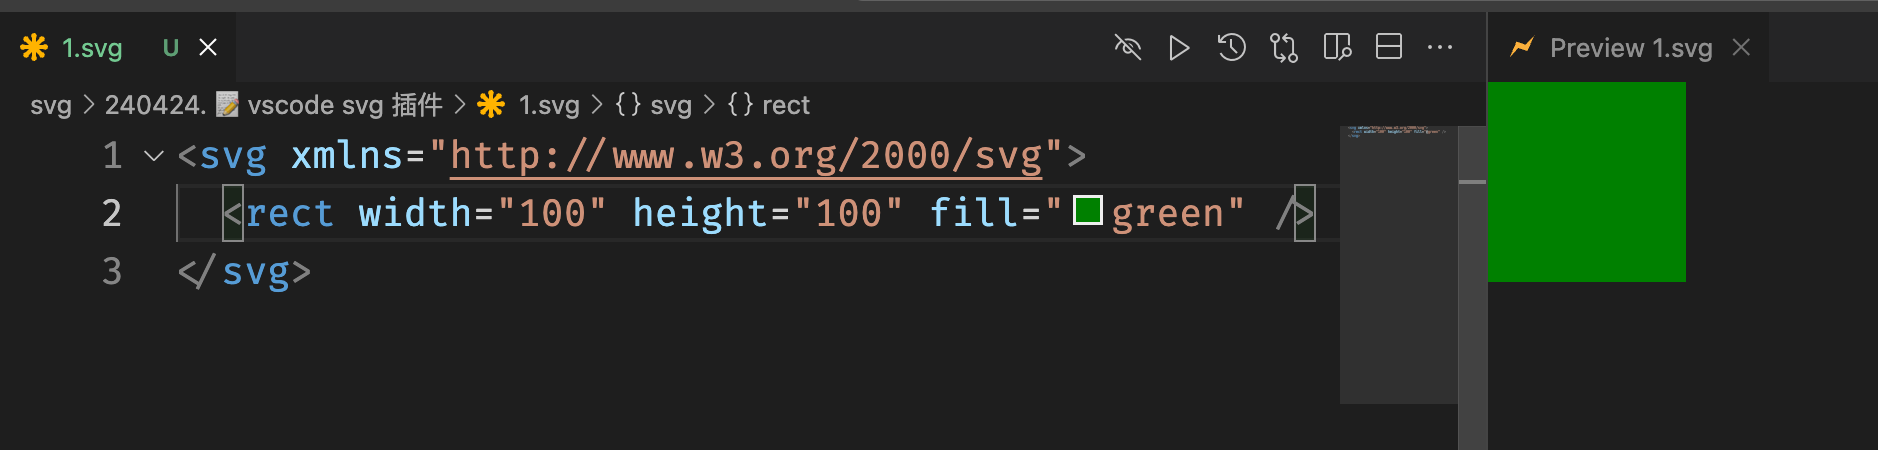 1.svg U
Preview 1.svg
svg > 240424. 📝 vscode svg 插件 > 1.svg > {} svg > {} rect
1 <svg xmlns="http://www.w3.org/2000/svg">
2 <rect width="100" height="100" fill="green" />
3 </svg>